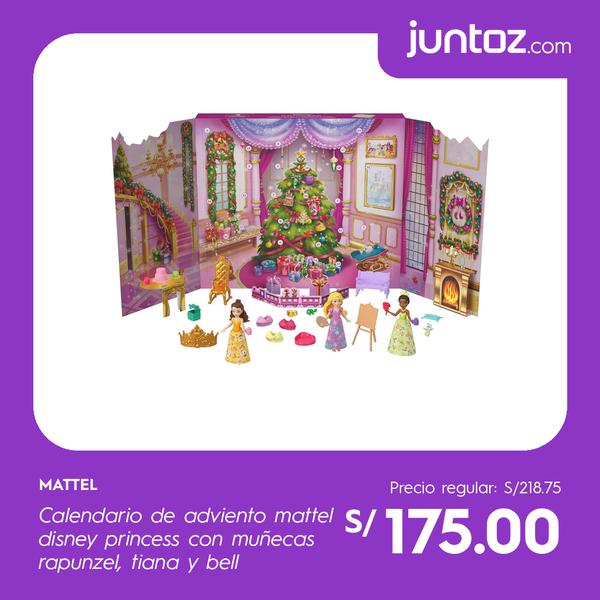 juntoz.com
MATTEL
Calendario de adviento mattel
disney princess con muñecas
rapunzel, tiana y bell
Precio regular: S/218.75
S/ 175.00